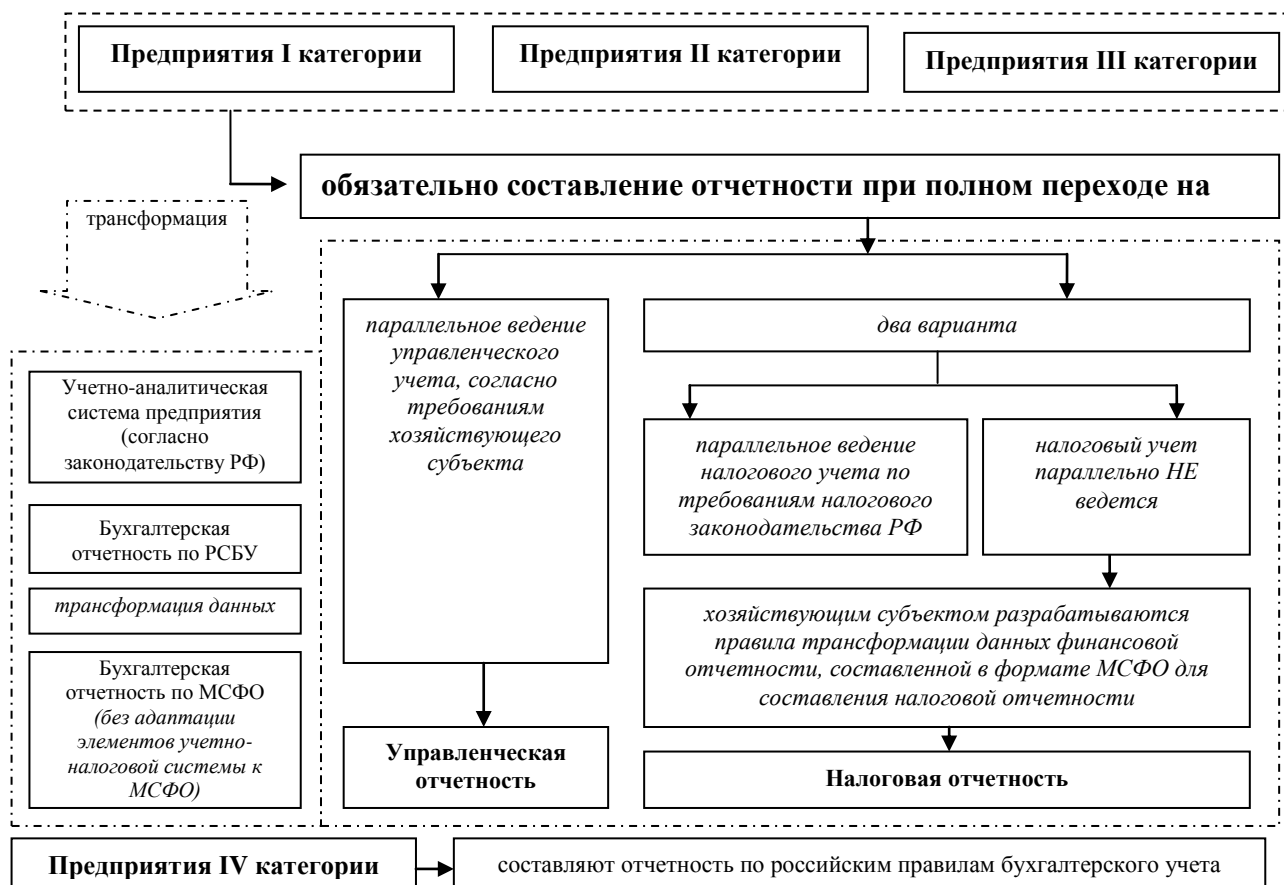 Предприятия I категории
Предприятия II категории
Предприятия III категории
обязательно составление отчетности при полном переходе на
трансформация
параллельное ведение
управленческого
учета, согласно
требованиям
хозяйствующего
субъекта
два варианта
Учетно-аналитическая
система предприятия
(согласно
законодательству РФ)
параллельное ведение
налогового учета по
требованиям налогового
законодательства РФ
налоговый учет
параллельно НЕ
ведется
Бухгалтерская
отчетность по РСБУ
трансформация данных
хозяйствующим субъектом разрабатываются
правила трансформации данных финансовой
отчетности, составленной в формате МСФО для
составления налоговой отчетности
Бухгалтерская
отчетность по МСФО
(без адаптации
элементов учетно-
налоговой системы к
МСФО)
Управленческая
отчетность
Налоговая отчетность
Предприятия IV категории
составляют отчетность по российским правилам бухгалтерского учета